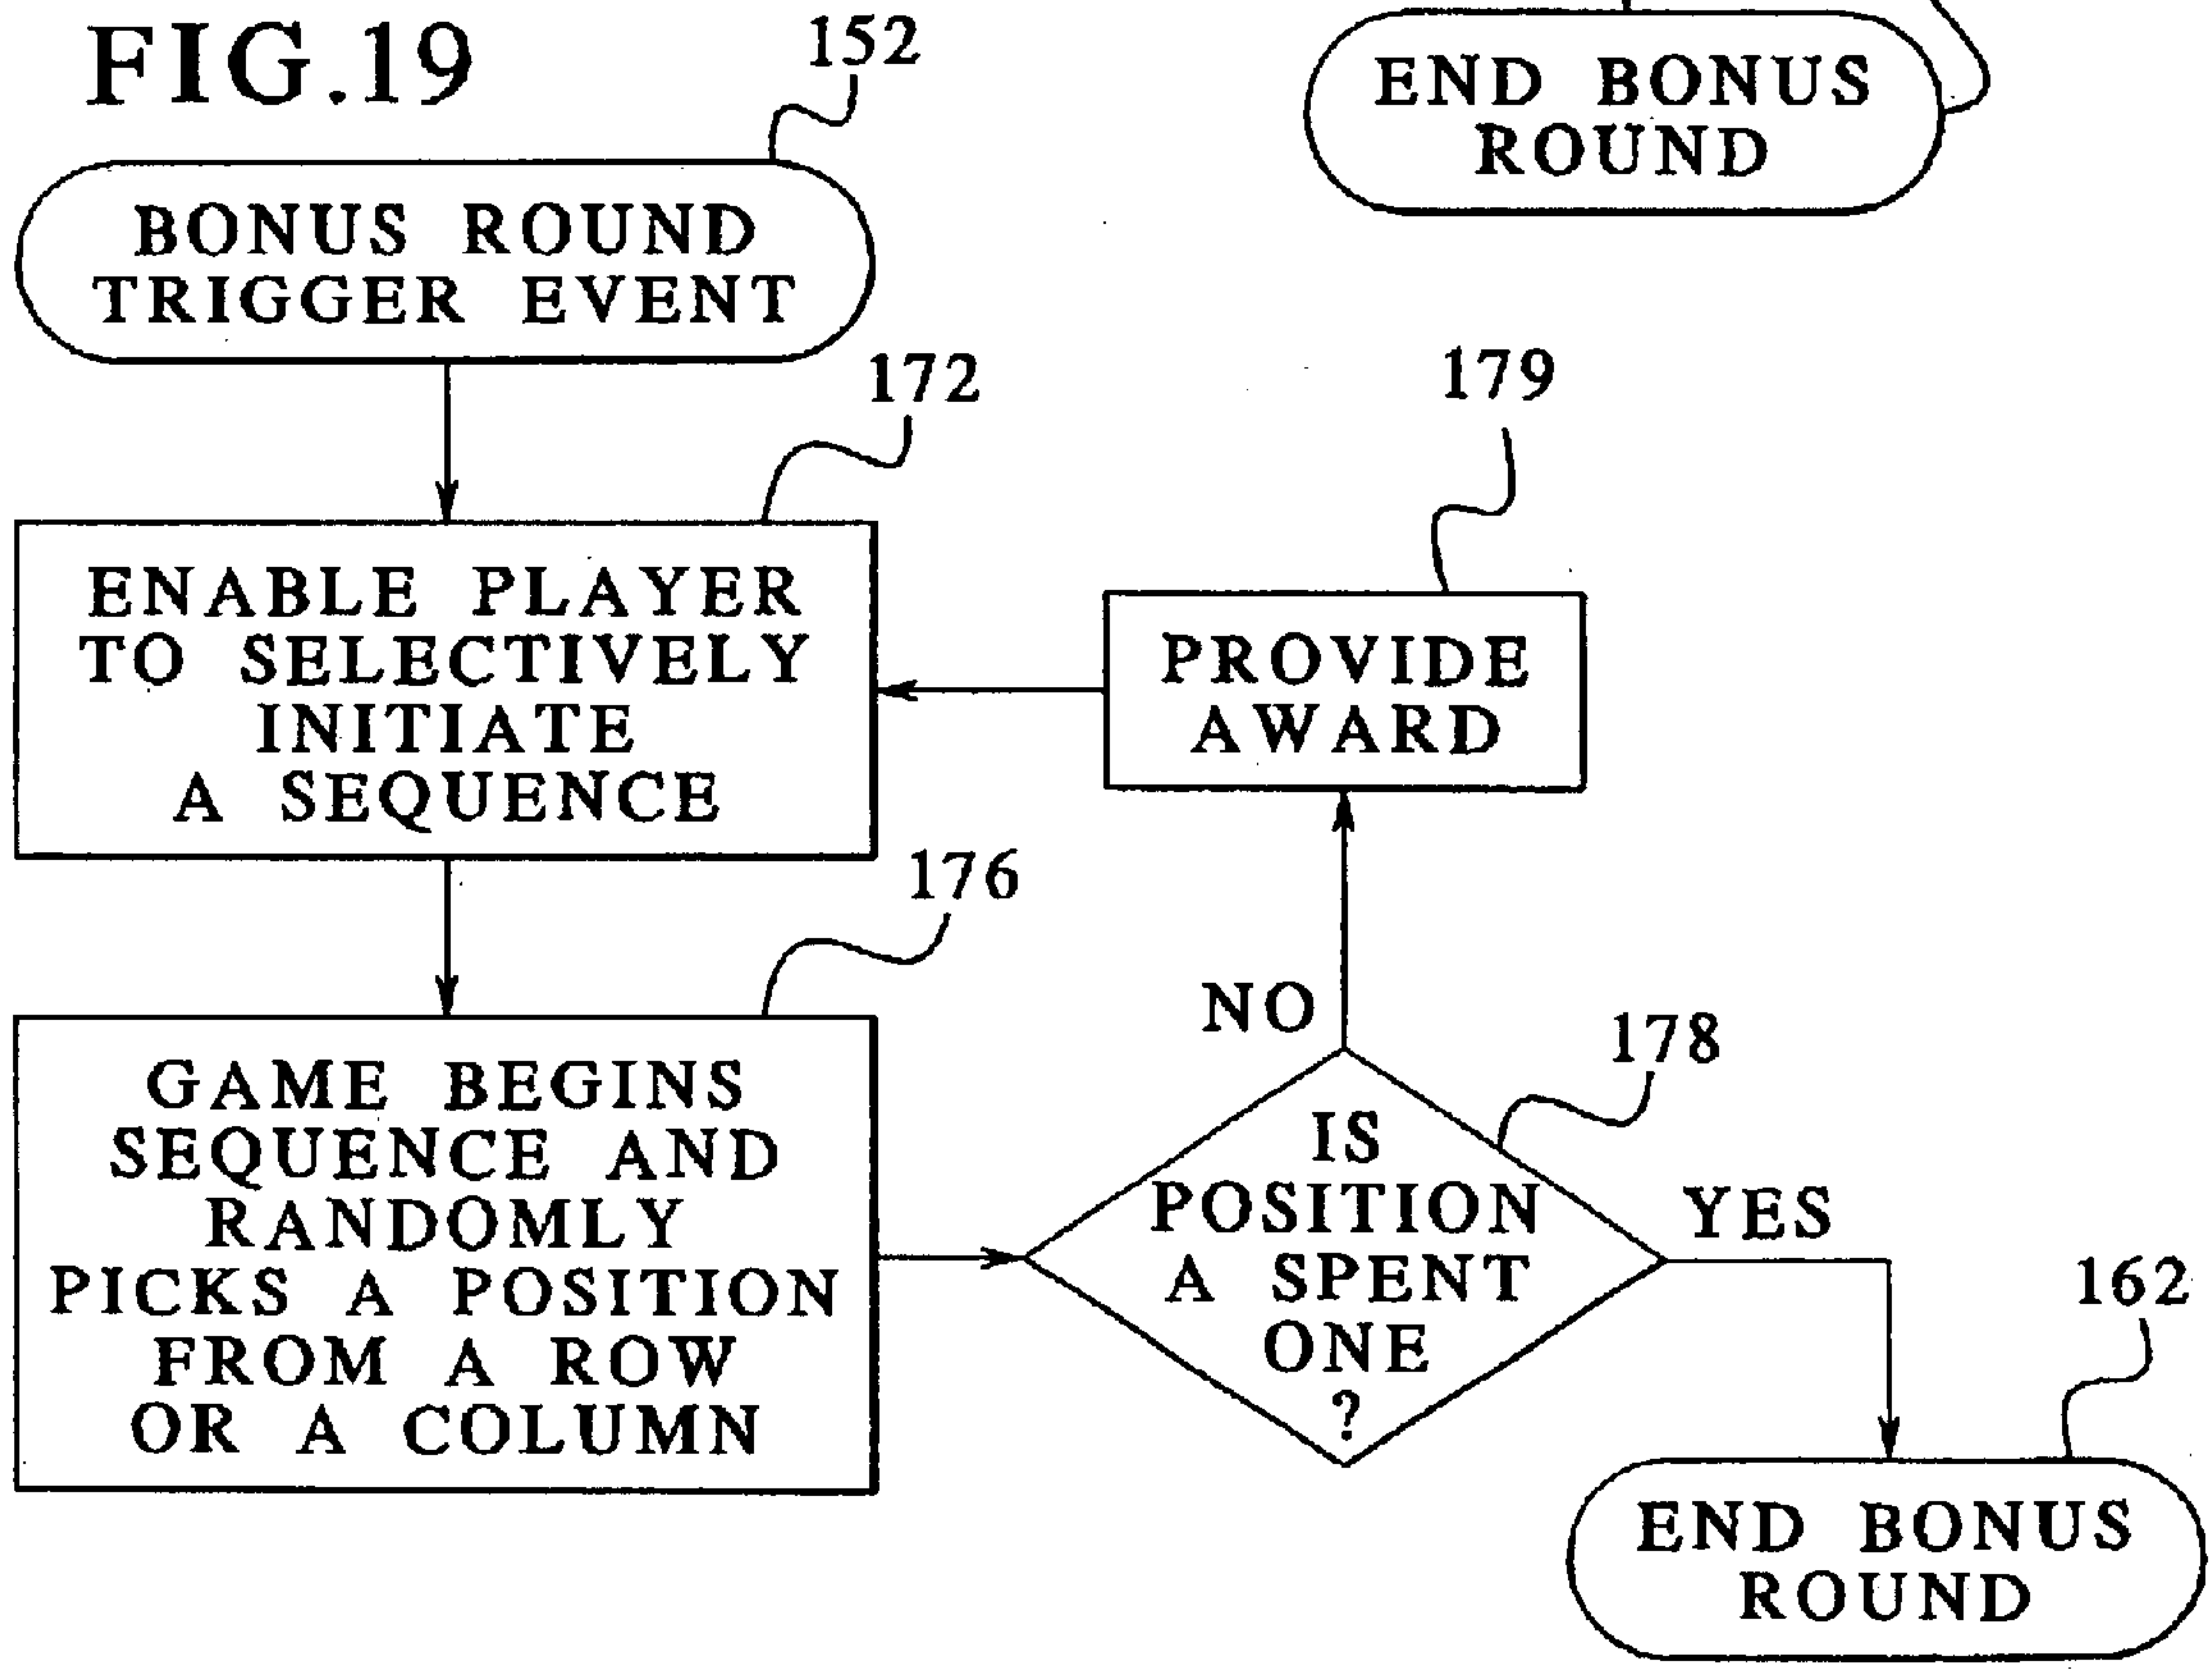 FIG.19
152
END BONUS
ROUND
BONUS ROUND
TRIGGER EVENT
172
179
ENABLE PLAYER
TO SELECTIVELY
INITIATE
A SEQUENCE
PROVIDE
AWARD
176
NO
178
GAME BEGINS
SEQUENCE AND
RANDOMLY
PICKS A POSITION
FROM A ROW
OR A COLUMN
IS
POSITION
A SPENT
ONE
?
YES
162
END BONUS
ROUND